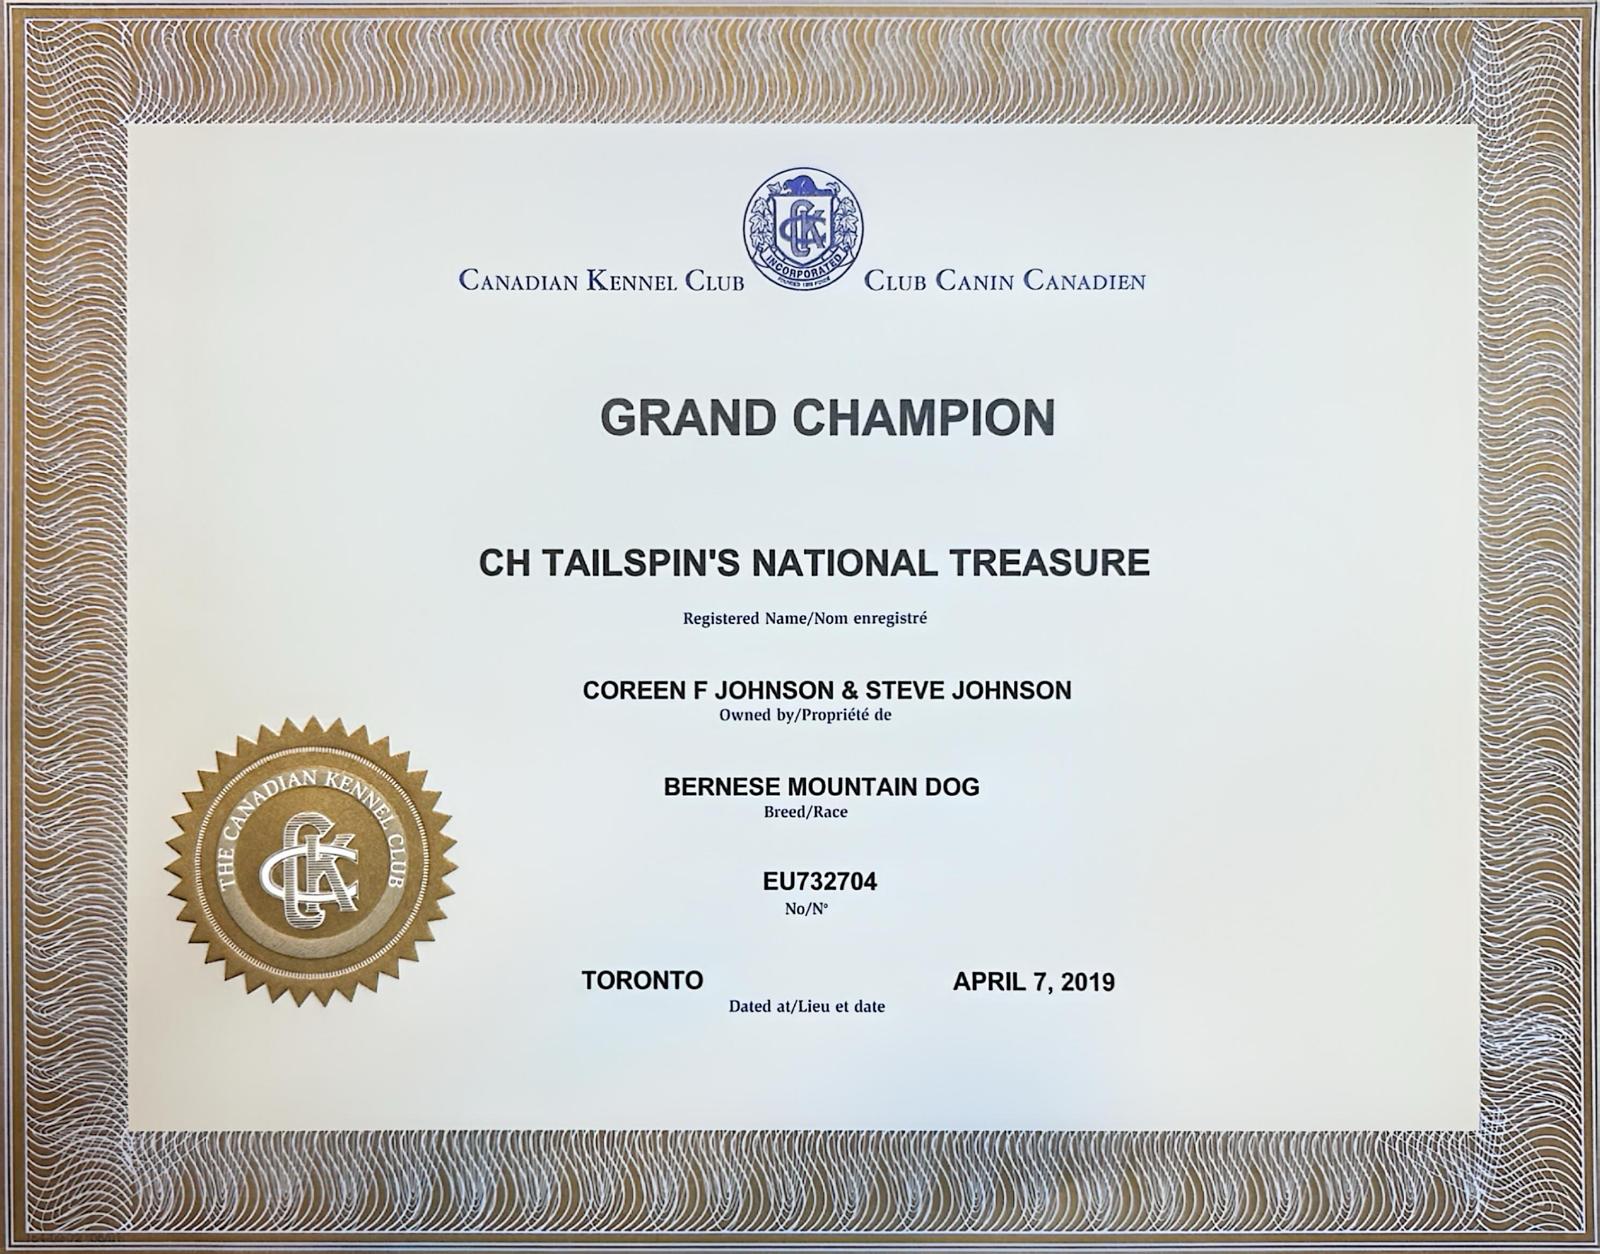 CANADIAN KENNEL CLUB CLUB CANIN CANADIEN
CKC
INCORPORATED
GRAND CHAMPION
CH TAILSPIN'S NATIONAL TREASURE
Registered Name/Nom enregistré
COREEN F JOHNSON & STEVE JOHNSON
Owned by/Propriété de
BERNESE MOUNTAIN DOG
Breed/Race
EU732704
No/N°
THE CANADIAN KENNEL CLUB
CKC
TORONTO APRIL 7, 2019
Dated at/Lieu et date